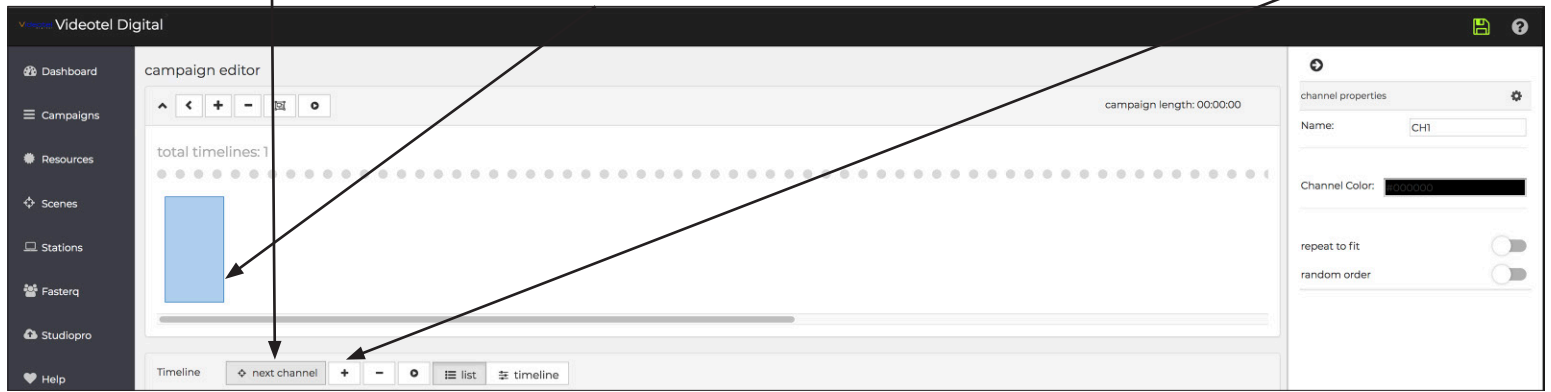 Videotel Digital
Dashboard
Campaigns
Resources
Scenes
Stations
Fasterq
Studiopro
Help
campaign editor
campaign length: 00:00:00
total timelines: 1
Timeline
next channel
list
timeline
channel properties
Name: CH1
Channel Color: #000000
repeat to fit
random order